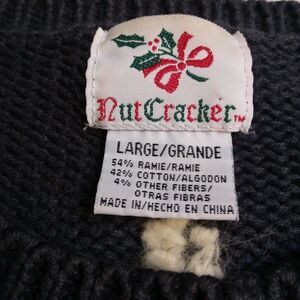 NutCracker™
LARGE/GRANDE
54% RAMIE/RAMIE
42% COTTON/ALGODON
4% OTHER FIBERS/
OTRAS FIBRAS
MADE IN/HECHO EN CHINA